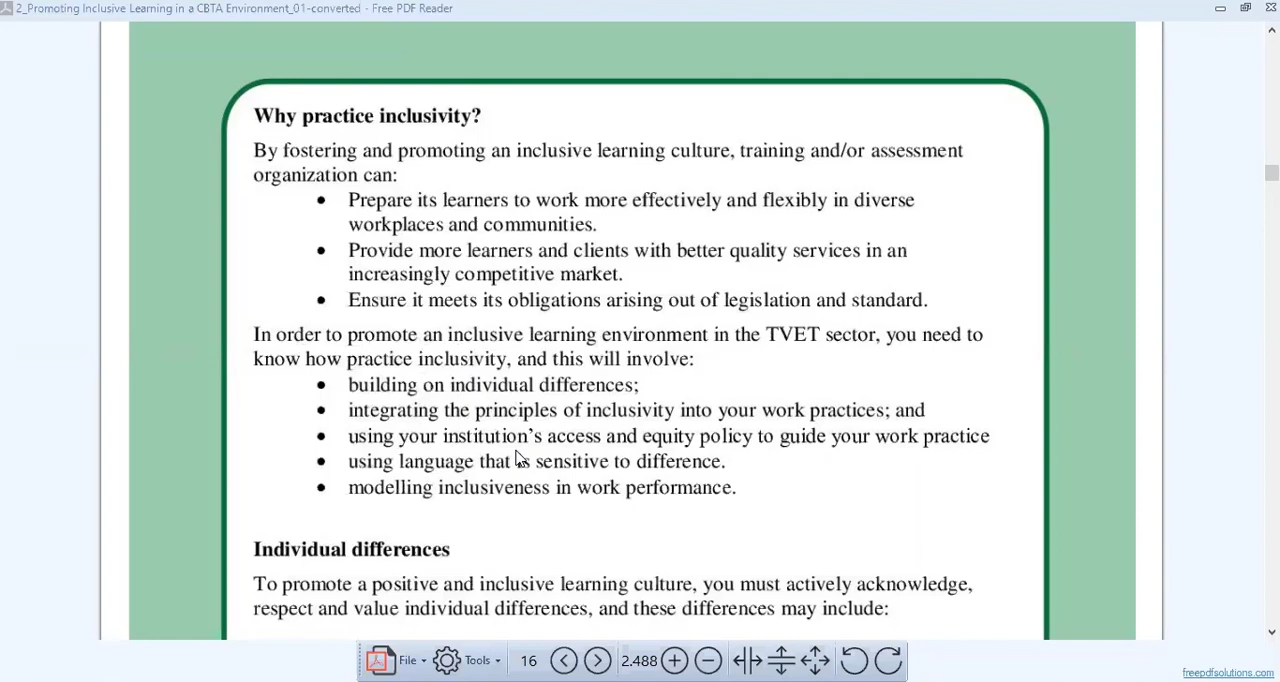 2_Promoting Inclusive Learning in a CBTA Environment_01-converted - Free PDF Reader
Why practice inclusivity?
By fostering and promoting an inclusive learning culture, training and/or assessment
organization can:
• Prepare its learners to work more effectively and flexibly in diverse
workplaces and communities.
• Provide more learners and clients with better quality services in an
increasingly competitive market.
• Ensure it meets its obligations arising out of legislation and standard.
In order to promote an inclusive learning environment in the TVET sector, you need to
know how practice inclusivity, and this will involve:
• building on individual differences;
• integrating the principles of inclusivity into your work practices; and
• using your institution's access and equity policy to guide your work practice
• using language that is sensitive to difference.
• modelling inclusiveness in work performance.
Individual differences
To promote a positive and inclusive learning culture, you must actively acknowledge,
respect and value individual differences, and these differences may include:
File Tools 16 2.488
freepdfsolutions.com